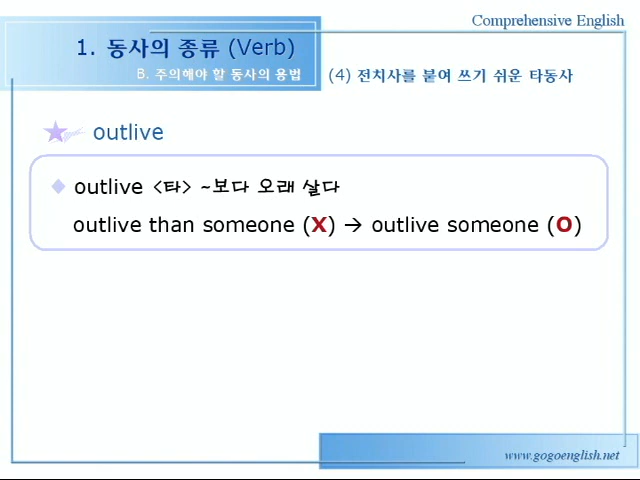 Comprehensive English
1. 동사의 종류 (Verb)
B. 주의해야 할 동사의 용법
(4) 전치사를 붙여 쓰기 쉬운 타동사
outlive
outlive <타> ~보다 오래 살다
outlive than someone (X) → outlive someone (O)
www.gogoenglish.net